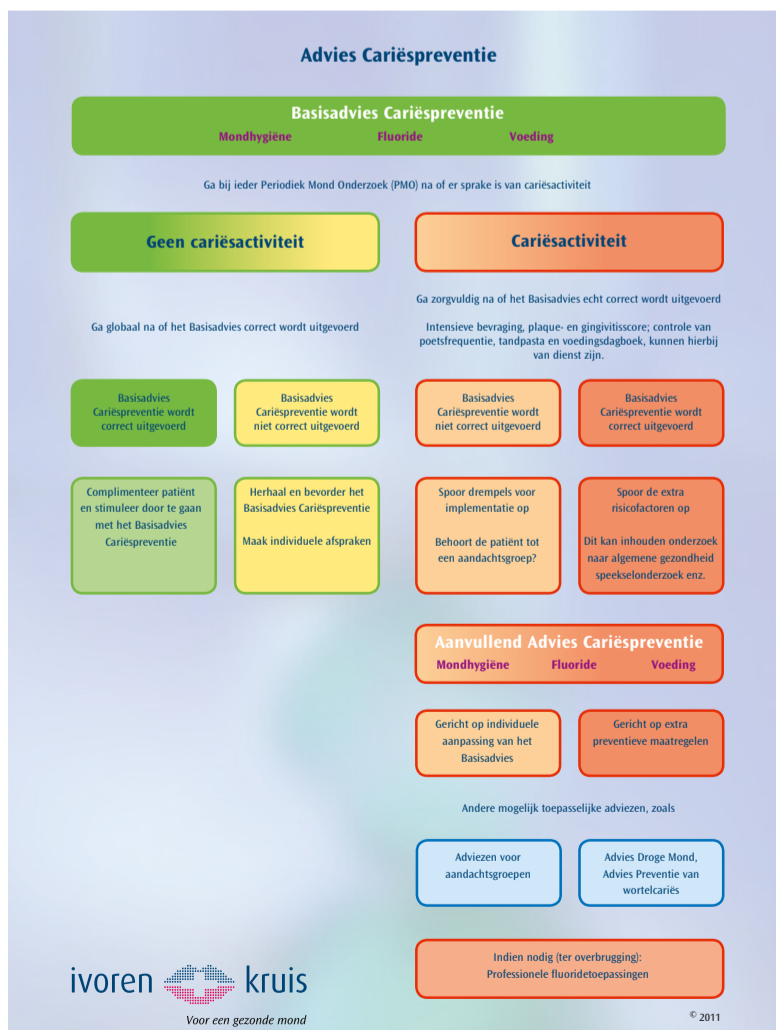 Advies Cariëspreventie
Basisadvies Cariëspreventie
Mondhygiëne Fluoride Voeding
Ga bij ieder Periodiek Mond Onderzoek (PMO) na of er sprake is van cariësactiviteit
Geen cariësactiviteit
Ga globaal na of het Basisadvies correct wordt uitgevoerd
Cariësactiviteit
Ga zorgvuldig na of het Basisadvies echt correct wordt uitgevoerd
Intensieve bevraging, plaque- en gingivitisscore; controle van
poetsfrequentie, tandpasta en voedingsdagboek, kunnen hierbij
van dienst zijn.
Basisadvies
Cariëspreventie wordt
correct uitgevoerd
Basisadvies
Cariëspreventie wordt
niet correct uitgevoerd
Basisadvies
Cariëspreventie wordt
niet correct uitgevoerd
Basisadvies
Cariëspreventie wordt
correct uitgevoerd
Complimenteer patiënt
en stimuleer door te gaan
met het Basisadvies
Cariëspreventie
Herhaal en bevorder het
Basisadvies Cariëspreventie
Maak individuele afspraken
Spoor drempels voor
implementatie op
Behoort de patiënt tot
een aandachtsgroep?
Spoor de extra
risicofactoren op
Dit kan inhouden onderzoek
naar algemene gezondheid
speekselonderzoek enz.
Aanvullend Advies Cariëspreventie
Mondhygiëne Fluoride Voeding
Gericht op individuele
aanpassing van het
Basisadvies
Gericht op extra
preventieve maatregelen
Andere mogelijk toepasselijke adviezen, zoals
Adviezen voor
aandachtsgroepen
Advies Droge Mond,
Advies Preventie van
wortelcariës
Indien nodig (ter overbrugging):
Professionele fluoridetoepassingen
ivoren kruis
Voor een gezonde mond
© 2011